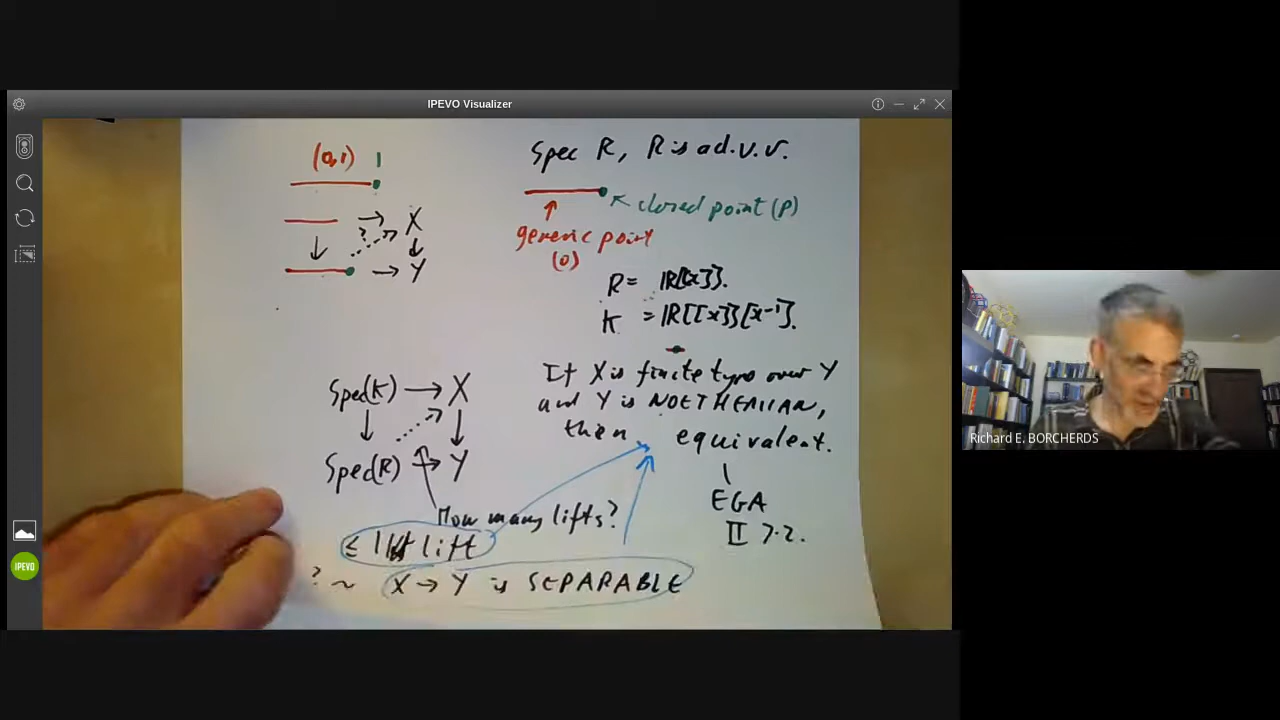 IPEVO Visualizer
(0,1) 1
Spec R, R is a d.v.r.
closed point (P)
generic point
(0)
X
?
Y
R = IR[[x]].
K = IR[[x]][x-1].
If X is finite type over Y
and Y is NOETHERIAN,
then equivalent.
Spec(K) → X
Spec(R) → Y
EGA
II 7.2.
How many lifts?
≤ 1 lift
? ~ X → Y is SEPARABLE
Richard E. BORCHERDS
IPEVO